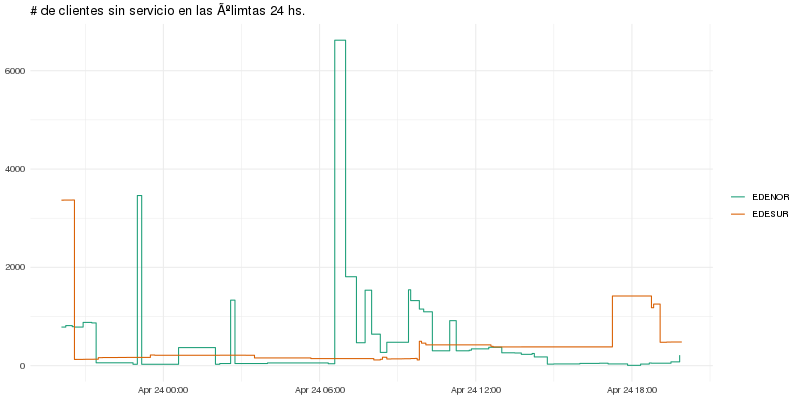 # de clientes sin servicio en las Ãºlimtas 24 hs.
6000
4000
2000
0
Apr 24 00:00
Apr 24 06:00
Apr 24 12:00
Apr 24 18:00
EDENOR
EDESUR